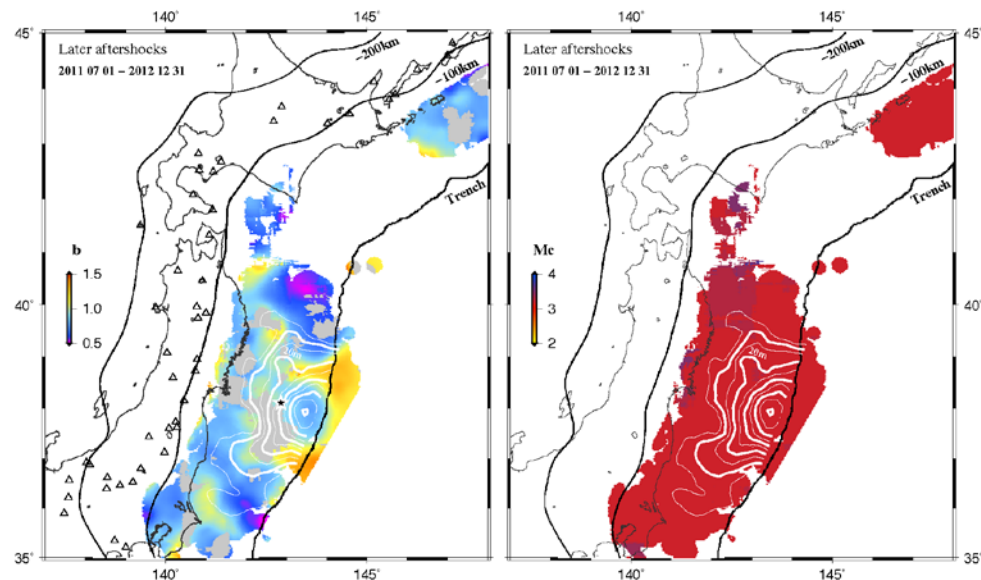 140° 145° 140° 145°
45° 45°
Later aftershocks Later aftershocks
2011 07 01 – 2012 12 31 2011 07 01 – 2012 12 31
–200km –200km
–100km –100km
Trench Trench
b Mc
1.5 4
1.0 3
0.5 2
40° 40°
20m 20m
35° 35°
140° 145° 140° 145°